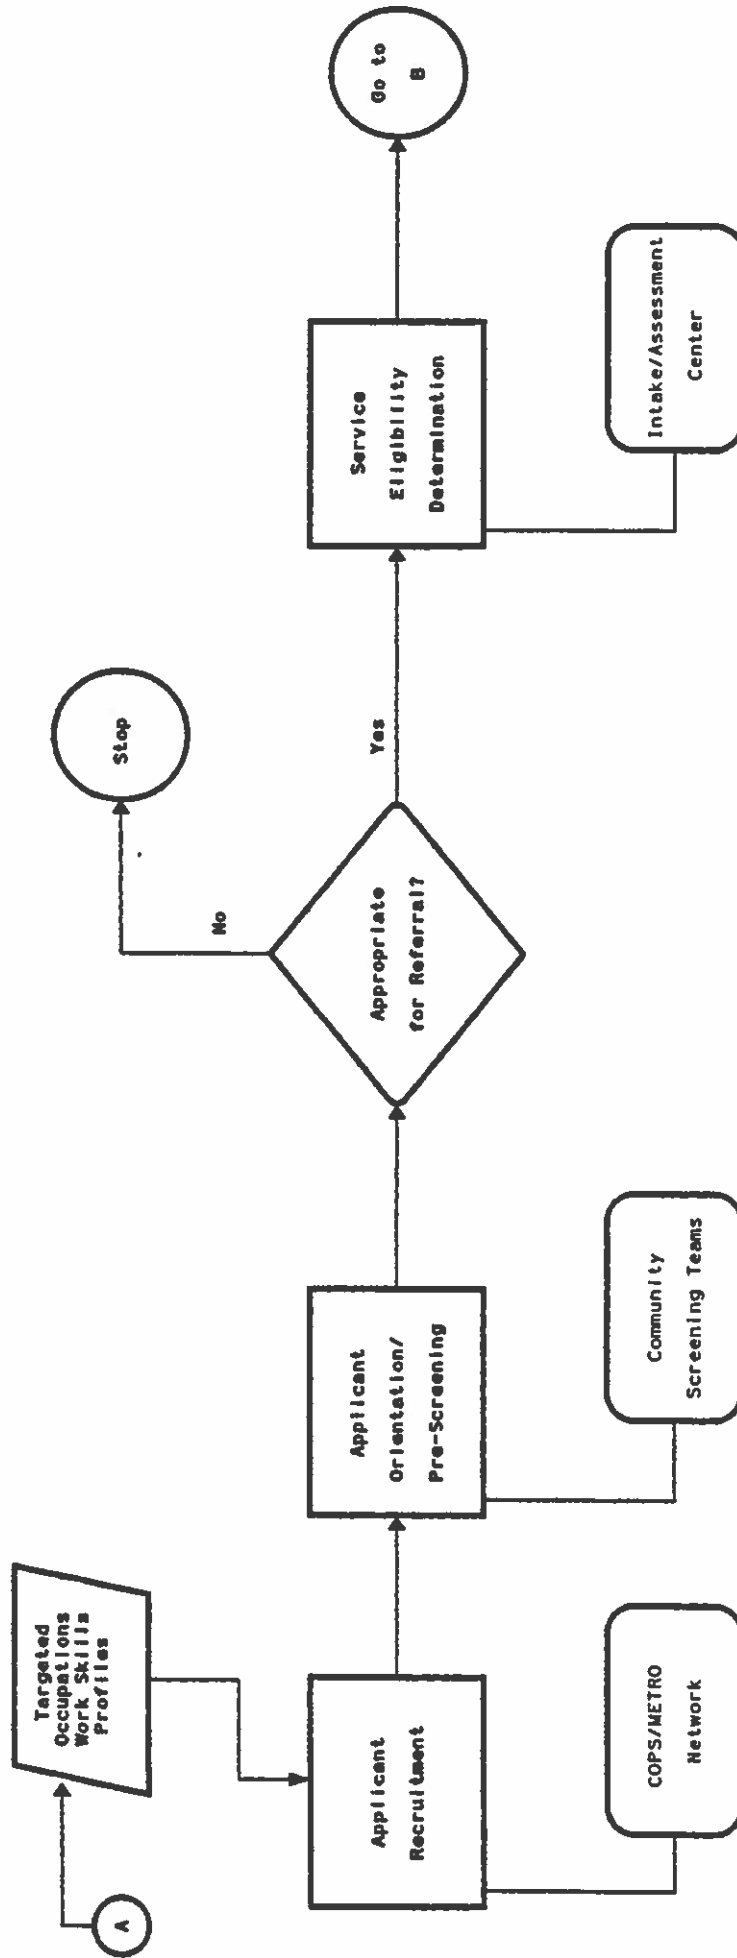 A
Targeted
Occupations
Work Skills
Profiles
Applicant
Recruitment
COPS/METRO
Network
Applicant
Orientation/
Pre-Screening
Community
Screening Teams
Appropriate
for Referral?
No
Stop
Yes
Service
Eligibility
Determination
Intake/Assessment
Center
Go to
B